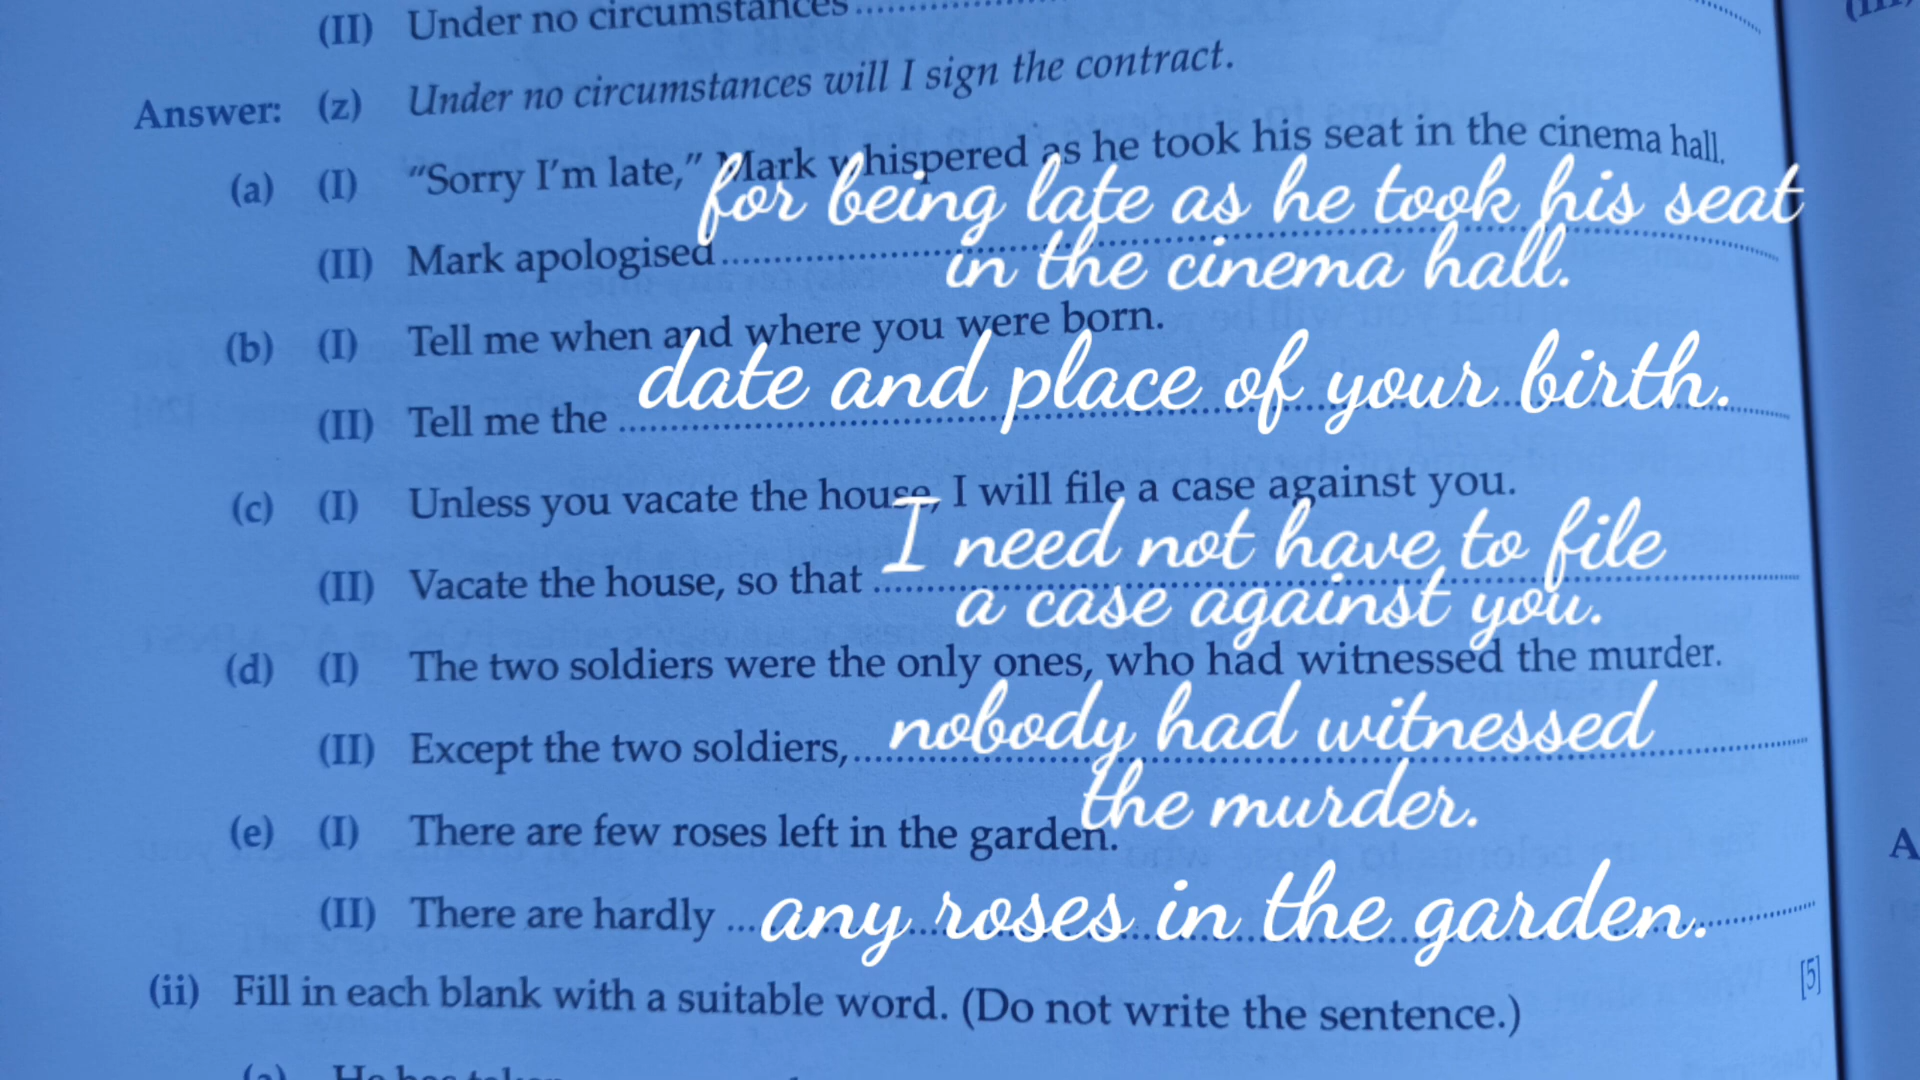 (II) Under no circumstances
Answer: (z) Under no circumstances will I sign the contract.
(a) (I) "Sorry I'm late," Mark whispered as he took his seat in the cinema hall.
for being late as he took his seat
(II) Mark apologised
in the cinema hall.
(b) (I) Tell me when and where you were born.
date and place of your birth.
(II) Tell me the
(c) (I) Unless you vacate the house, I will file a case against you.
I need not have to file
(II) Vacate the house, so that
a case against you.
(d) (I) The two soldiers were the only ones, who had witnessed the murder.
nobody had witnessed
(II) Except the two soldiers,
the murder.
(e) (I) There are few roses left in the garden.
(II) There are hardly any roses in the garden.
[5]
(ii) Fill in each blank with a suitable word. (Do not write the sentence.)
(a) He has taken